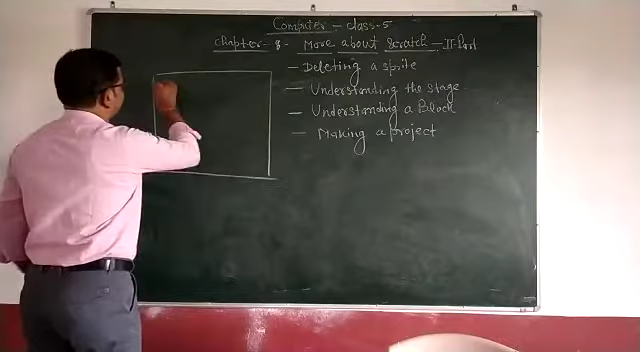 Computer - class-5
Chapter - 8 - More about Scratch - II-Part
- Deleting a sprite
- Understanding the stage
- Understanding a Block
- Making a project